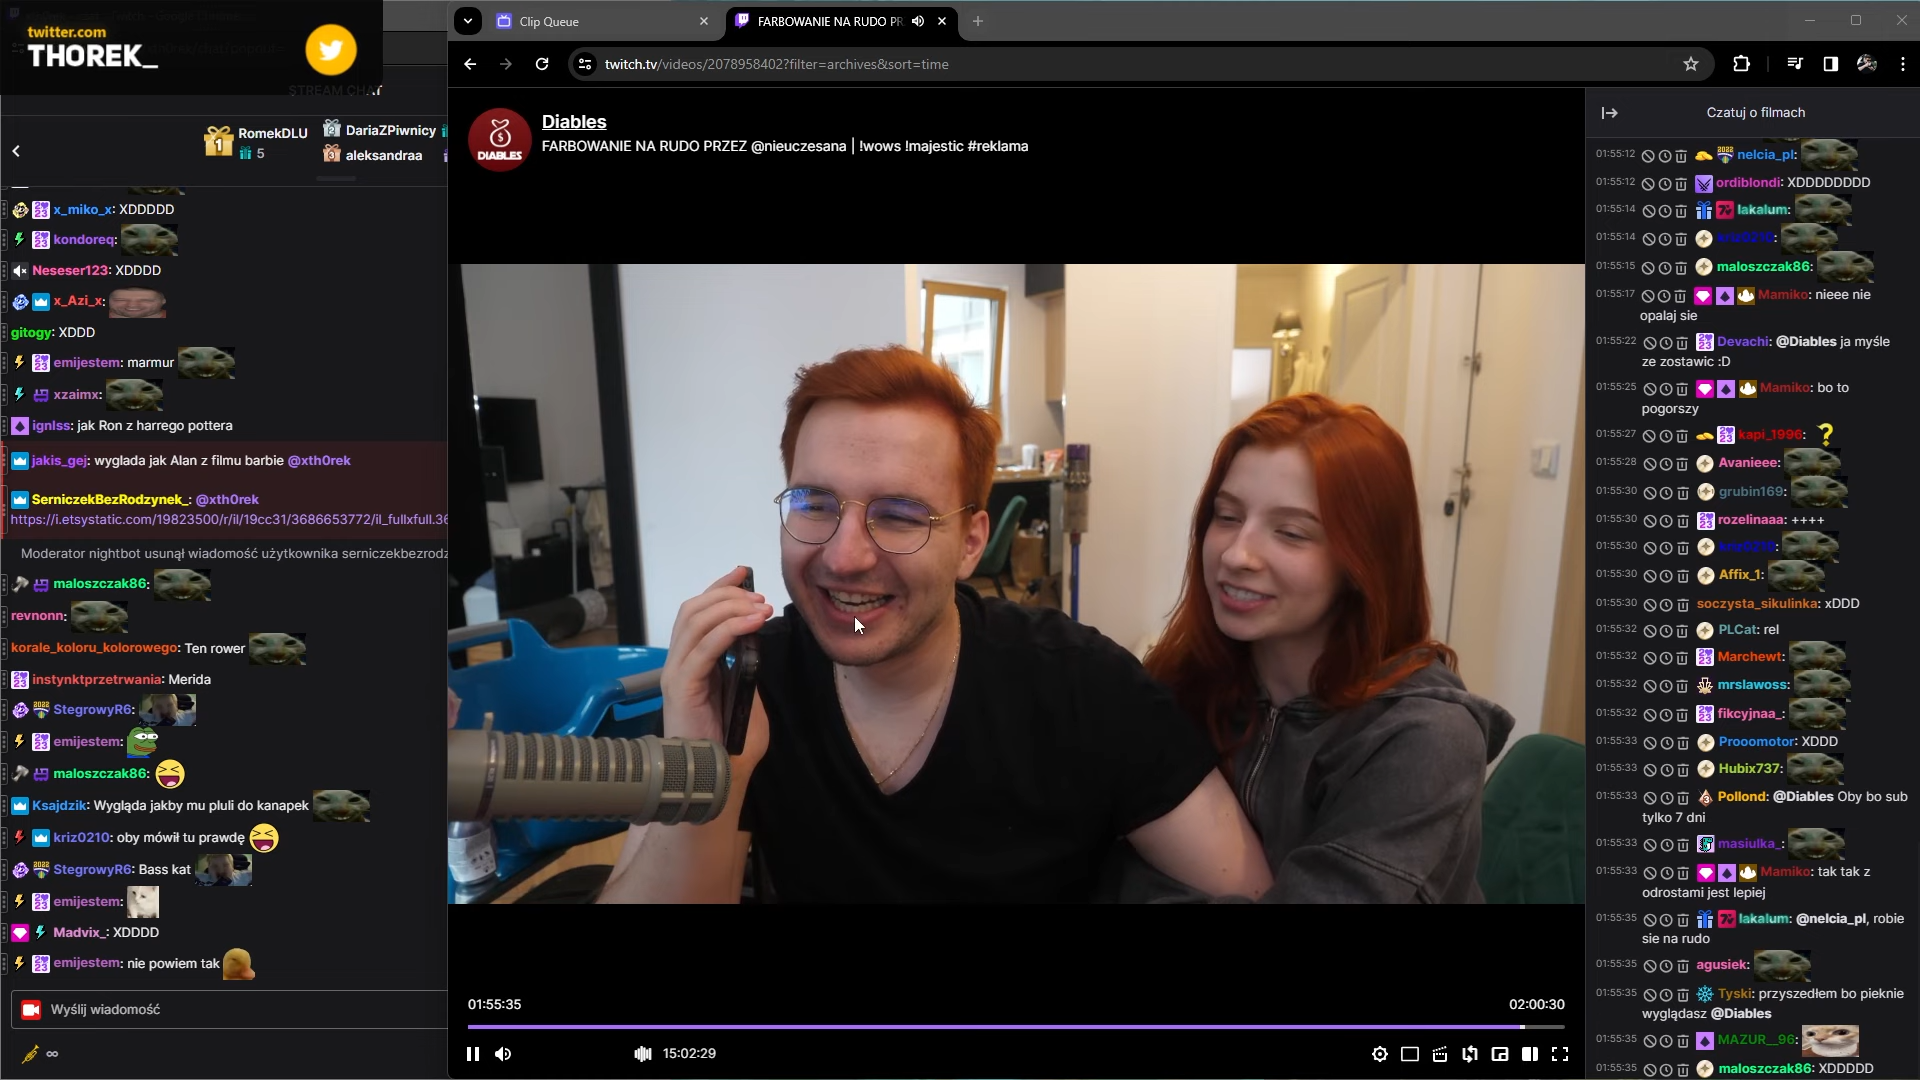 twitter.com
THOREK_
STREAM CHAT
RomekDLU
5
DariaZPiwnicy
aleksandraa
x_miko_x: XDDDDD
kondoreq:
Neseser123: XDDDD
x_Azi_x:
gitogy: XDDD
emijestem: marmur
xzaimx:
ignlss: jak Ron z harrego pottera
jakis_gej: wyglada jak Alan z filmu barbie @xth0rek
SerniczekBezRodzynek_: @xth0rek
https://i.etsystatic.com/19823500/r/il/19cc31/3686653772/il_fullxfull.36
Moderator nightbot usunął wiadomość użytkownika serniczekbezrodz
maloszczak86:
revnonn:
korale_koloru_kolorowego: Ten rower
instynktprzetrwania: Merida
StegrowyR6:
emijestem:
maloszczak86:
Ksajdzik: Wygląda jakby mu pluli do kanapek
kriz0210: oby mówił tu prawdę
StegrowyR6: Bass kat
emijestem:
Madvix_: XDDDD
emijestem: nie powiem tak
Wyślij wiadomość
∞
Clip Queue
FARBOWANIE NA RUDO PR
twitch.tv/videos/2078958402?filter=archives&sort=time
DIABLES
Diables
FARBOWANIE NA RUDO PRZEZ @nieuczesana | !wows !majestic #reklama
01:55:35
02:00:30
15:02:29
Czatuj o filmach
01:55:12 nelcia_pl:
01:55:12 ordiblondi: XDDDDDDDD
01:55:14 lakalum:
01:55:14 kriz0210:
01:55:15 maloszczak86:
01:55:17 Mamiko: nieee nie
opalaj sie
01:55:22 Devachi: @Diables ja myśle
ze zostawic :D
01:55:25 Mamiko: bo to
pogorszy
01:55:27 kapi_1996:
01:55:28 Avanieee:
01:55:30 grubin169:
01:55:30 rozelinaaa: ++++
01:55:30 kriz0210:
01:55:30 Affix_1:
01:55:30 soczysta_sikulinka: xDDD
01:55:32 PLCat: rel
01:55:32 Marchewt:
01:55:32 mrslawoss:
01:55:32 fikcyjnaa_:
01:55:33 Prooomotor: XDDD
01:55:33 Hubix737:
01:55:33 Pollond: @Diables Oby bo sub
tylko 7 dni
01:55:33 masiulka_:
01:55:33 Mamiko: tak tak z
odrostami jest lepiej
01:55:35 lakalum: @nelcia_pl, robie
sie na rudo
01:55:35 agusiek:
01:55:35 Tyski: przyszedłem bo pieknie
wyglądasz @Diables
01:55:35 MAZUR__96:
01:55:35 maloszczak86: XDDDDD